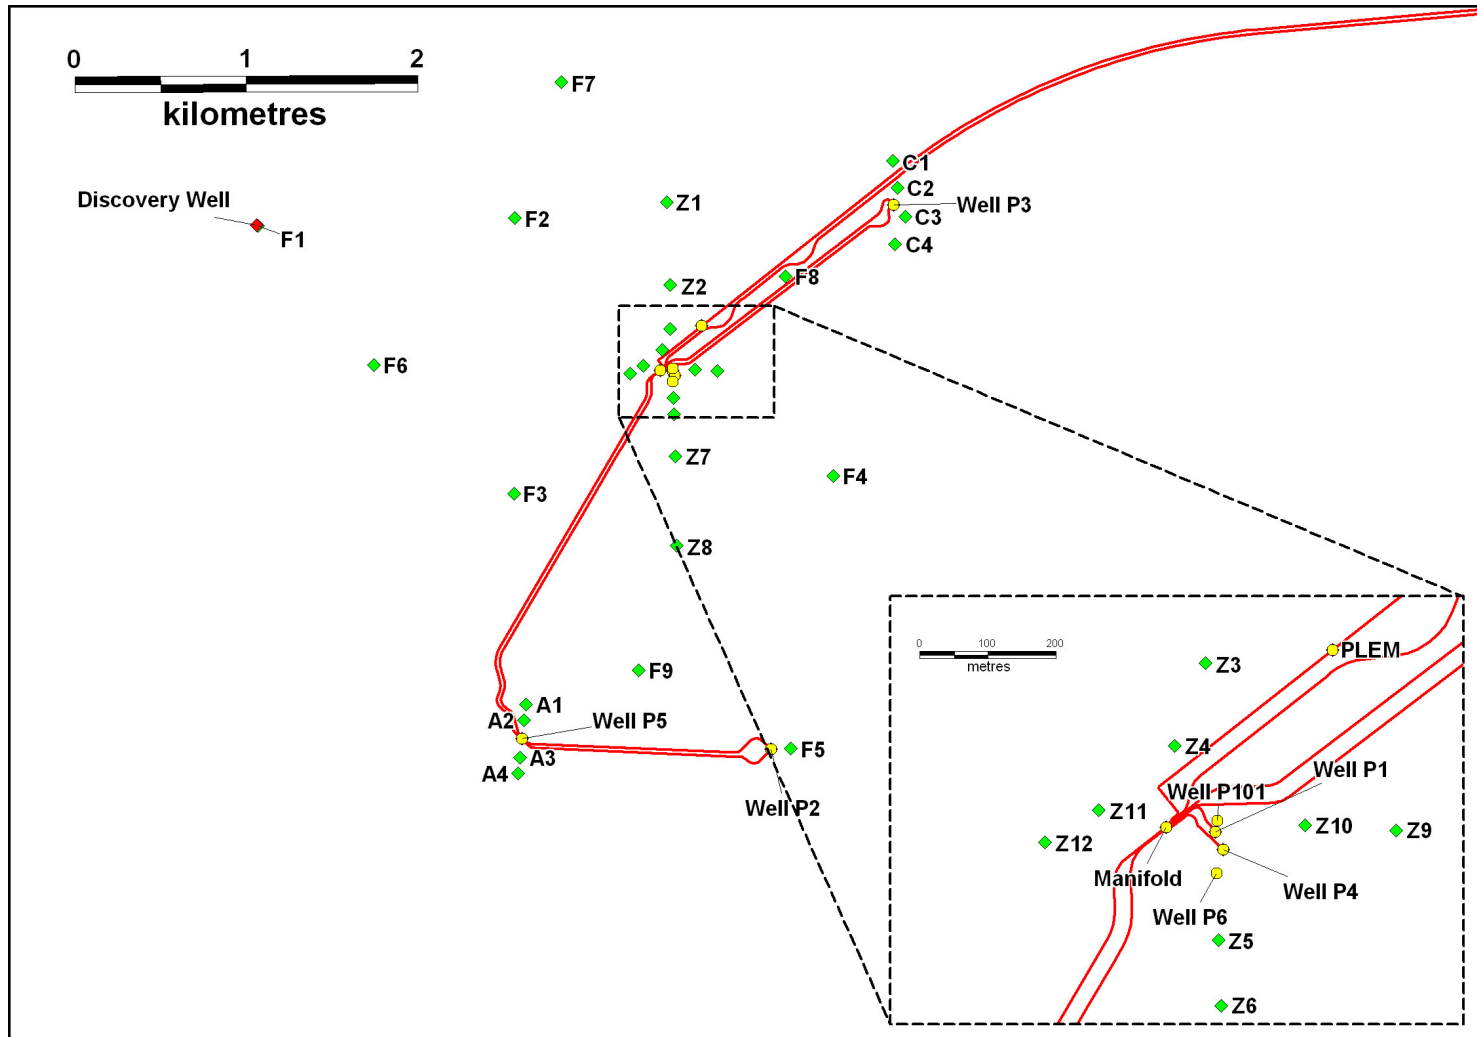 0 1 2
kilometres
F7
C1
C2
Discovery Well
Z1
Well P3
F2
C3
F1
C4
F8
Z2
F6
Z7
F4
F3
Z8
0 100 200
metres
PLEM
Z3
F9
A1
A2
Well P5
Z4
F5
A3
Well P1
A4
Well P101
Well P2
Z11
Z10
Z9
Z12
Manifold
Well P4
Well P6
Z5
Z6